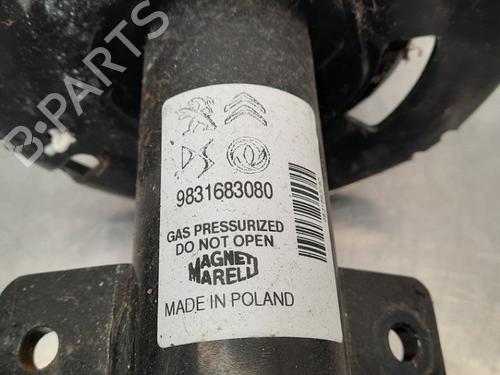 B-PARTS
9831683080
GAS PRESSURIZED
DO NOT OPEN
MAGNETI
MARELLI
MADE IN POLAND